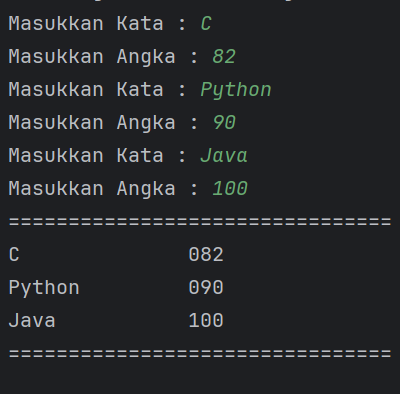 Masukkan Kata : C
Masukkan Angka : 82
Masukkan Kata : Python
Masukkan Angka : 90
Masukkan Kata : Java
Masukkan Angka : 100
================================
C              082
Python         090
Java           100
================================